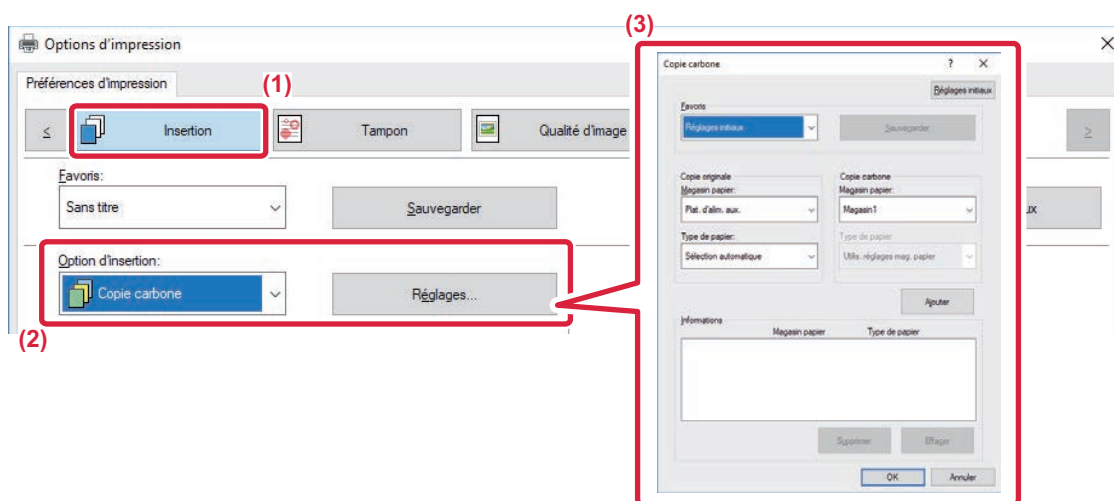 (3)
Options d'impression
Préférences d'impression
(1)
<
Insertion
Tampon
Qualité d'image
>
Favoris:
Sans titre
Sauvegarder
ux
Option d'insertion:
Copie carbone
Réglages...
(2)
Copie carbone
?
Réglages initiaux
Favoris
Réglages initiaux
Sauvegarder
Copie originale
Magasin papier:
Plat. d'alim. aux.
Type de papier:
Sélection automatique
Copie carbone
Magasin papier:
Magasin1
Type de papier:
Utilis. réglages mag. papier
Ajouter
Informations
Magasin papier Type de papier
Supprimer
Effaçer
OK
Annuler